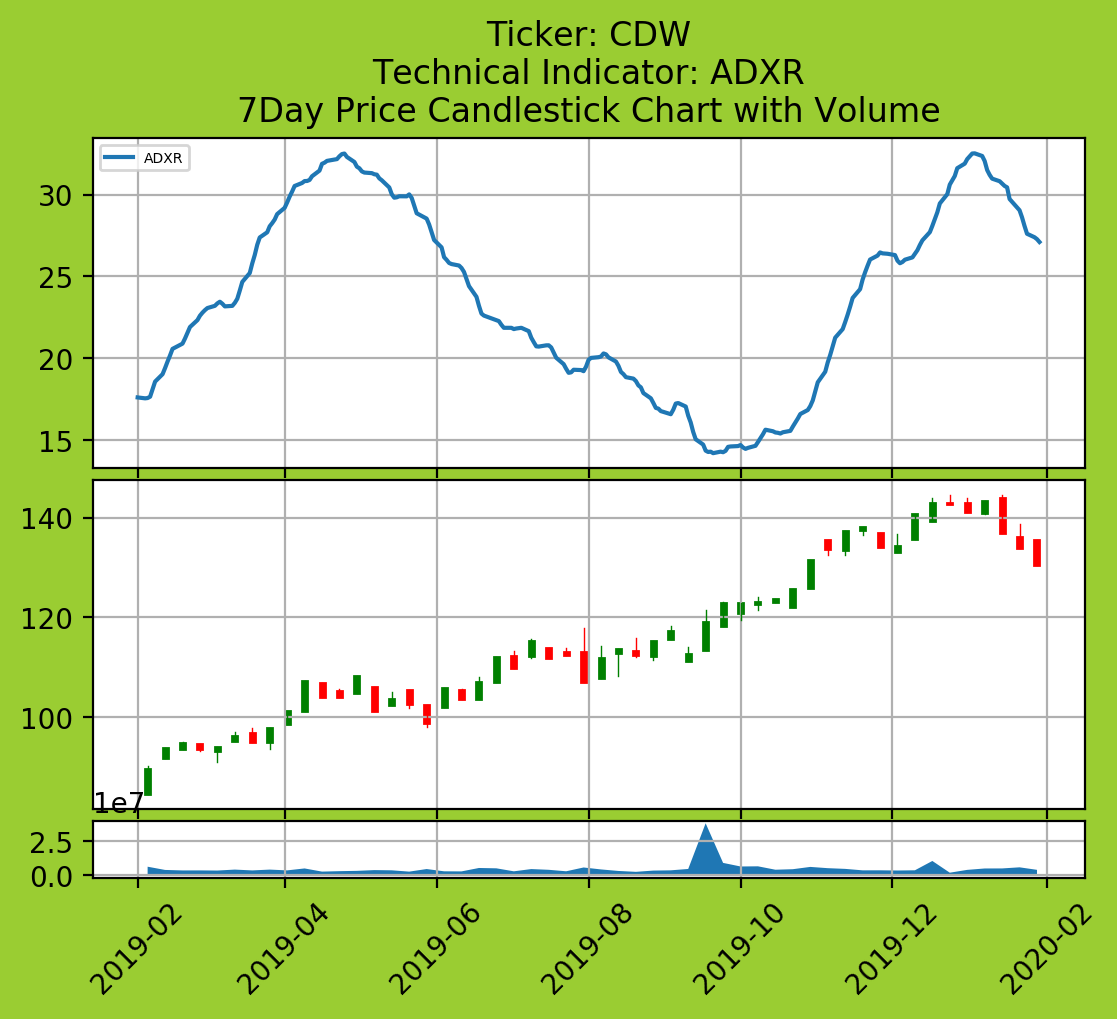 Ticker: CDW
Technical Indicator: ADXR
7Day Price Candlestick Chart with Volume
ADXR
30
25
20
15
140
120
100
1e7
2.5
0.0
2019-02 2019-04 2019-06 2019-08 2019-10 2019-12 2020-02